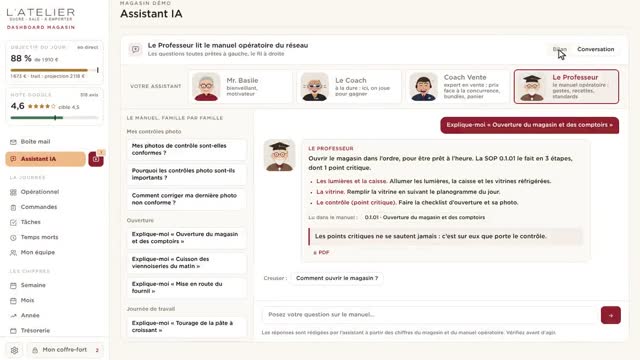 L'ATELIER
SUCRÉ · SALÉ · À EMPORTER
DASHBOARD MAGASIN
OBJECTIF DU JOUR en direct
88 % de 1 910 €
1 673 € · fait · projection 2 118 €
NOTE GOOGLE 318 avis
4,6 ★★★★☆ cible 4,5
Boîte mail
Assistant IA
LA JOURNÉE
Opérationnel
Commandes
Tâches
Temps morts
Mon équipe
LES CHIFFRES
Semaine
Mois
Année
Trésorerie
Mon coffre-fort 2
MAGASIN DÉMO
Assistant IA
Le Professeur lit le manuel opératoire du réseau
Les questions toutes prêtes à gauche, le fil à droite
Bilan
Conversation
VOTRE ASSISTANT
Mr. Basile
bienveillant, motivateur
Le Coach
à la dure : ici, on joue pour gagner
Coach Vente
expert en vente : prix face à la concurrence, bundles, panier
Le Professeur
le manuel opératoire : gestes, recettes, standards
LE MANUEL, FAMILLE PAR FAMILLE
Mes contrôles photo
Mes photos de contrôle sont-elles conformes ?
Pourquoi les contrôles photo sont-ils importants ?
Comment corriger ma dernière photo non conforme ?
Ouverture
Explique-moi « Ouverture du magasin et des comptoirs »
Explique-moi « Cuisson des viennoiseries du matin »
Explique-moi « Mise en route du fournil »
Journée de travail
Explique-moi « Tourage de la pâte à croissant »
Explique-moi « Ouverture du magasin et des comptoirs »
LE PROFESSEUR
Ouvrir le magasin dans l'ordre, pour être prêt à l'heure. La SOP 0.1.01 le fait en 3 étapes, dont 1 point critique.
• Les lumières et la caisse. Allumer les lumières, la caisse et les vitrines réfrigérées.
• La vitrine. Remplir la vitrine en suivant le planogramme du jour.
• Le contrôle (point critique). Faire la checklist d'ouverture et sa photo.
Lu dans le manuel : 0.1.01 · Ouverture du magasin et des comptoirs
Les points critiques ne se sautent jamais : c'est sur eux que porte le contrôle.
PDF
Creuser : Comment ouvrir le magasin ?
Posez votre question sur le manuel…
Les réponses sont rédigées par l'assistant à partir des chiffres du magasin et du manuel opératoire. Vérifiez avant d'agir.